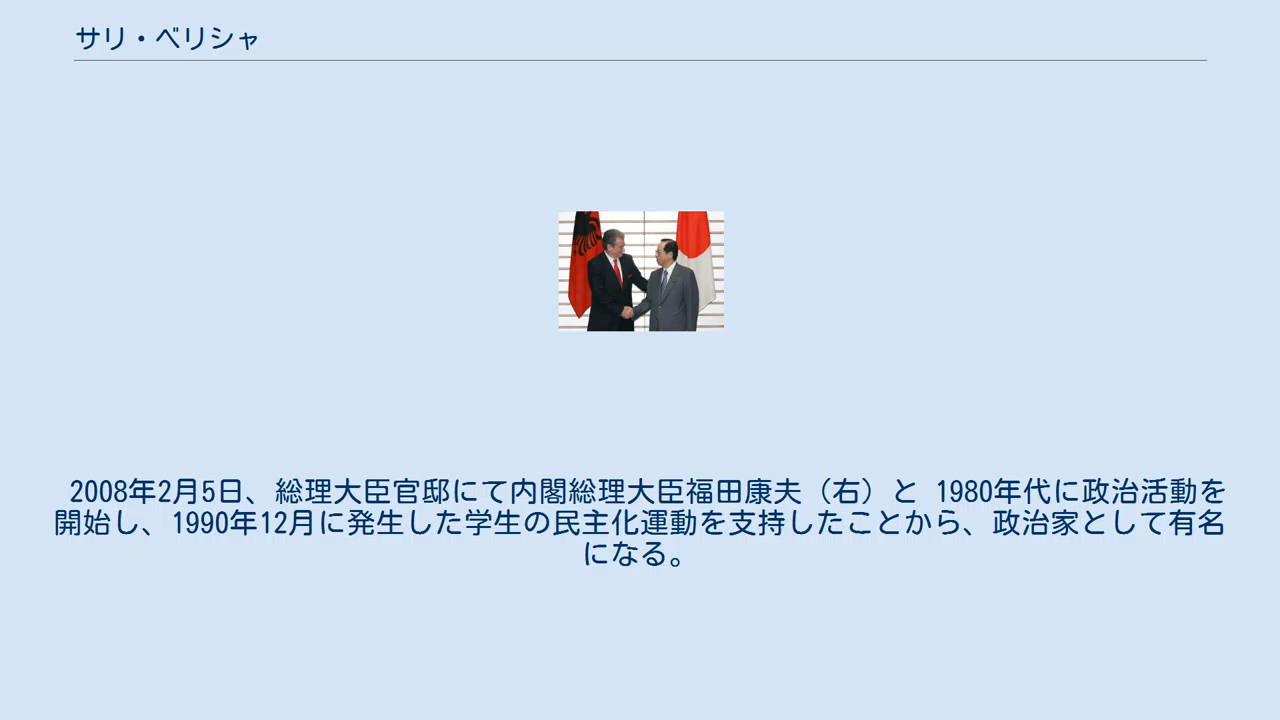 サリ・ベリシャ
2008年2月5日、総理大臣官邸にて内閣総理大臣福田康夫（右）と 1980年代に政治活動を
開始し、1990年12月に発生した学生の民主化運動を支持したことから、政治家として有名
になる。